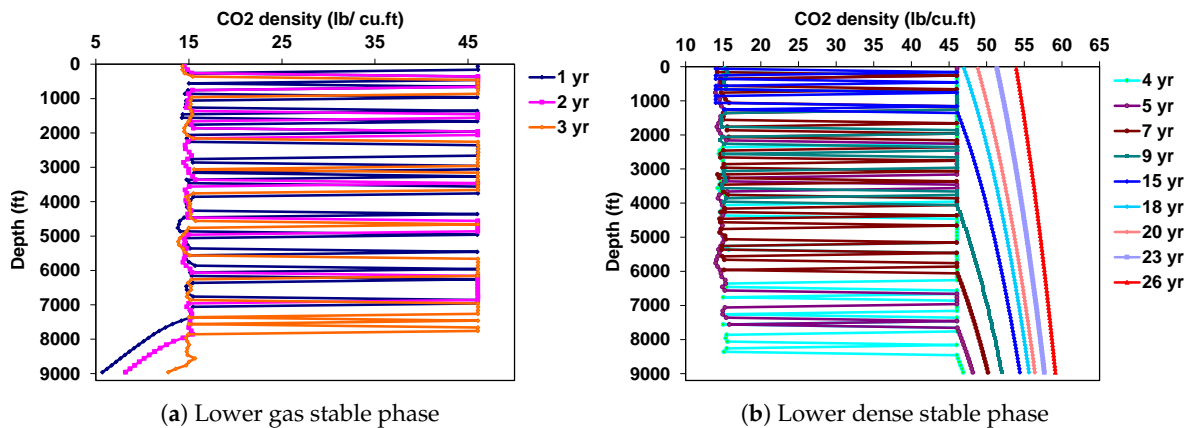 CO2 density (lb/ cu.ft)
5 15 25 35 45
Depth (ft)
0
1000
2000
3000
4000
5000
6000
7000
8000
9000
1 yr
2 yr
3 yr
(a) Lower gas stable phase
CO2 density (lb/cu.ft)
10 15 20 25 30 35 40 45 50 55 60 65
Depth (ft)
0
1000
2000
3000
4000
5000
6000
7000
8000
9000
4 yr
5 yr
7 yr
9 yr
15 yr
18 yr
20 yr
23 yr
26 yr
(b) Lower dense stable phase